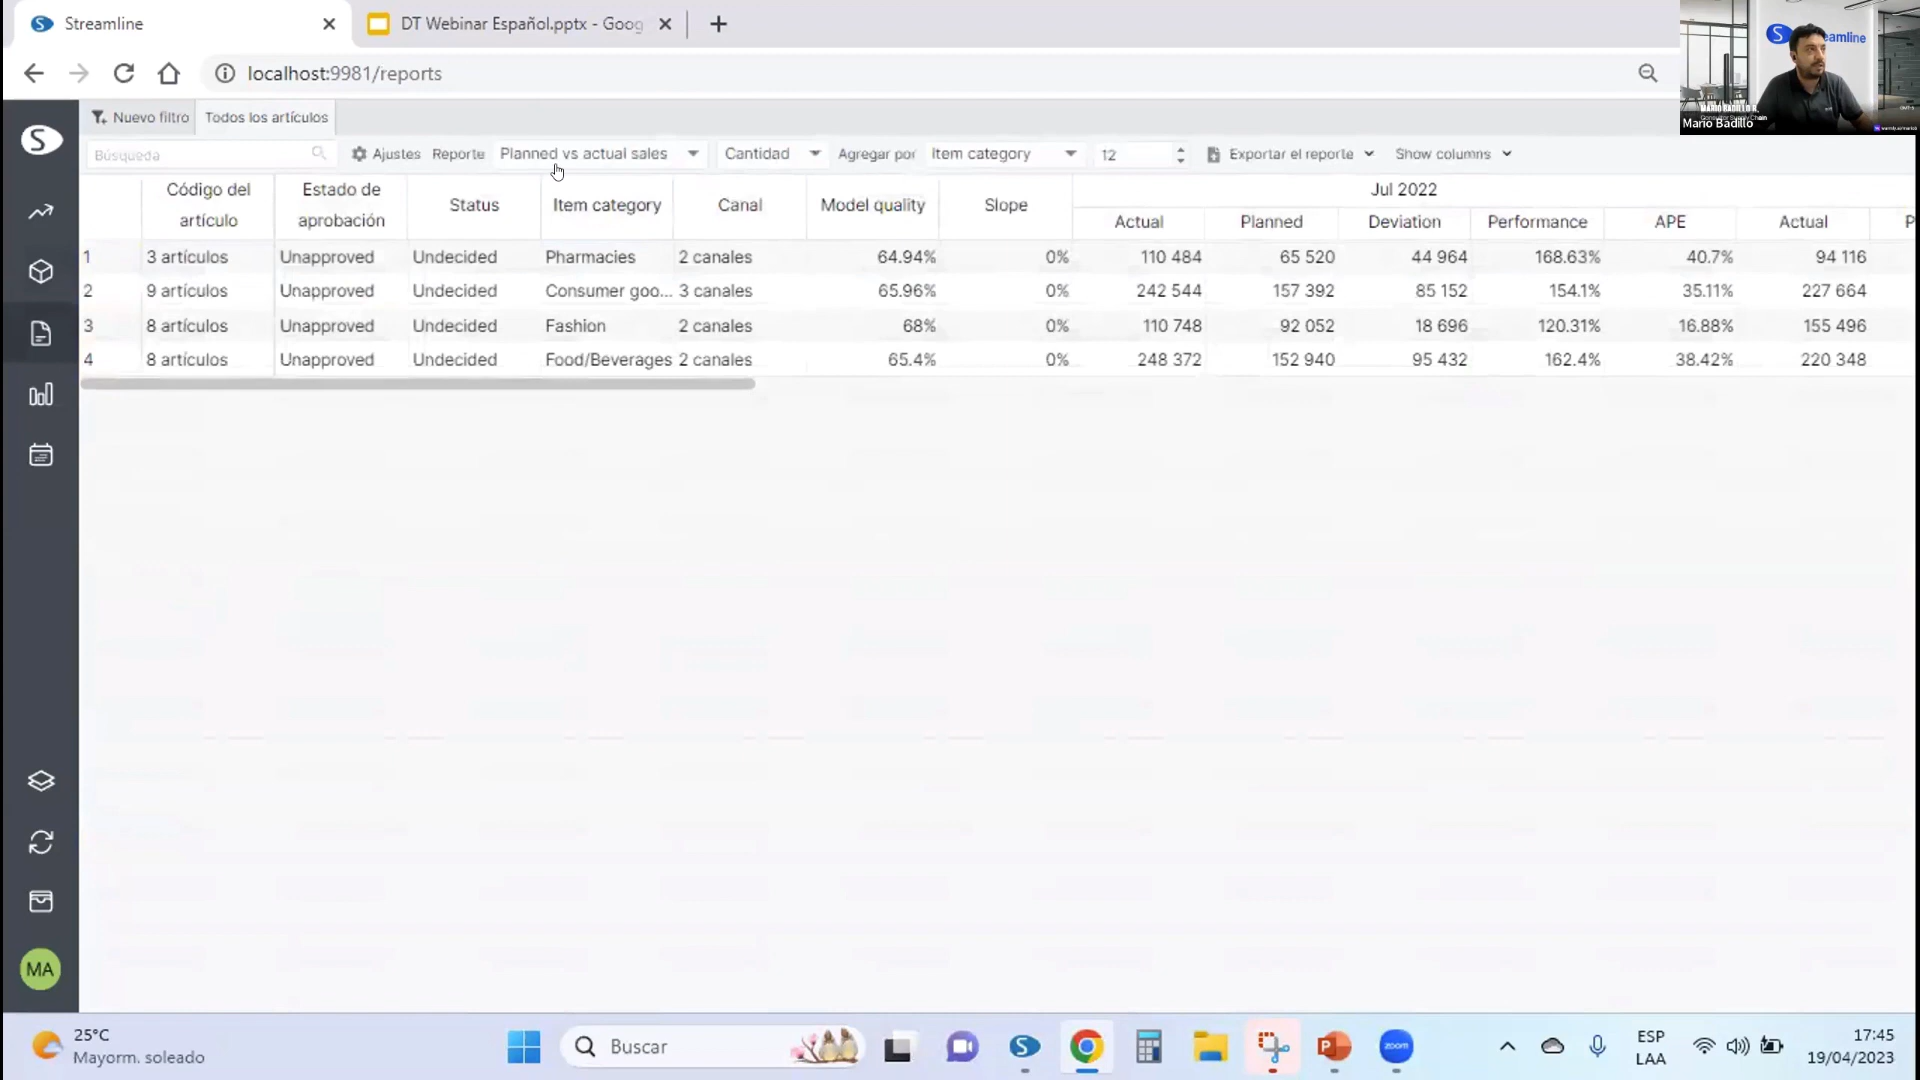 Streamline
DT Webinar Español.pptx - Goog
localhost:9981/reports
eamline
Mario Badillo
Nuevo filtro
Todos los artículos
Búsqueda
Ajustes
Reporte
Planned vs actual sales
Cantidad
Agregar por
Item category
12
Exportar el reporte
Show columns
Código del artículo Estado de aprobación Status Item category Canal Model quality Slope Jul 2022
Actual Planned Deviation Performance APE Actual P
1 3 artículos Unapproved Undecided Pharmacies 2 canales 64.94% 0% 110 484 65 520 44 964 168.63% 40.7% 94 116
2 9 artículos Unapproved Undecided Consumer goo... 3 canales 65.96% 0% 242 544 157 392 85 152 154.1% 35.11% 227 664
3 8 artículos Unapproved Undecided Fashion 2 canales 68% 0% 110 748 92 052 18 696 120.31% 16.88% 155 496
4 8 artículos Unapproved Undecided Food/Beverages 2 canales 65.4% 0% 248 372 152 940 95 432 162.4% 38.42% 220 348
MA
25°C
Mayorm. soleado
Buscar
zoom
ESP
LAA
17:45
19/04/2023